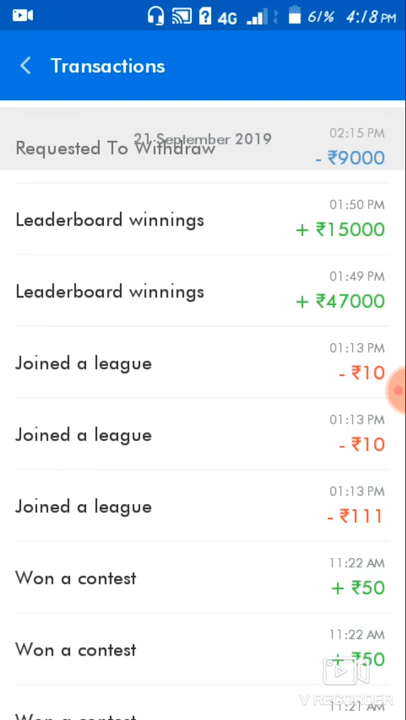 4G 61% 4:18 PM
Transactions
21 September 2019
02:15 PM
Requested To Withdraw
- ₹9000
01:50 PM
Leaderboard winnings
+ ₹15000
01:49 PM
Leaderboard winnings
+ ₹47000
01:13 PM
Joined a league
- ₹10
01:13 PM
Joined a league
- ₹10
01:13 PM
Joined a league
- ₹111
11:22 AM
Won a contest
+ ₹50
11:22 AM
Won a contest
+ ₹50
V RECORDER
11:21 AM
Won a contest